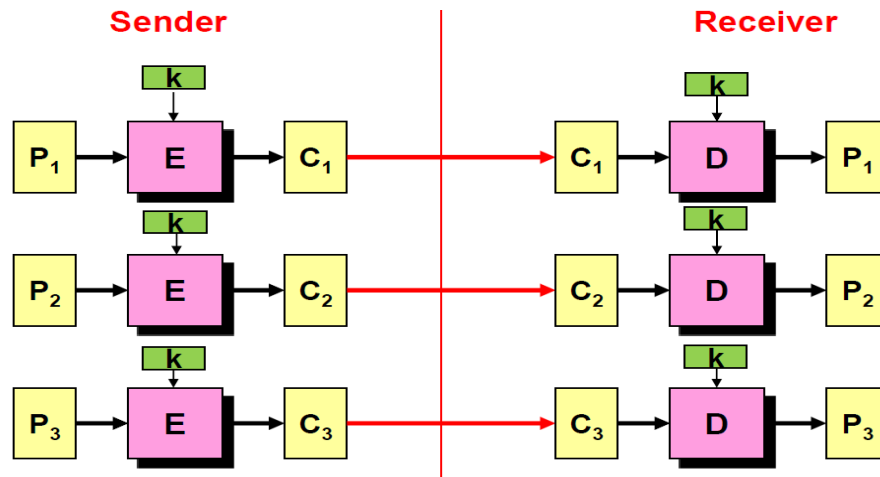 Sender Receiver
k k
P₁ E C₁ C₁ D P₁
k k
P₂ E C₂ C₂ D P₂
k k
P₃ E C₃ C₃ D P₃